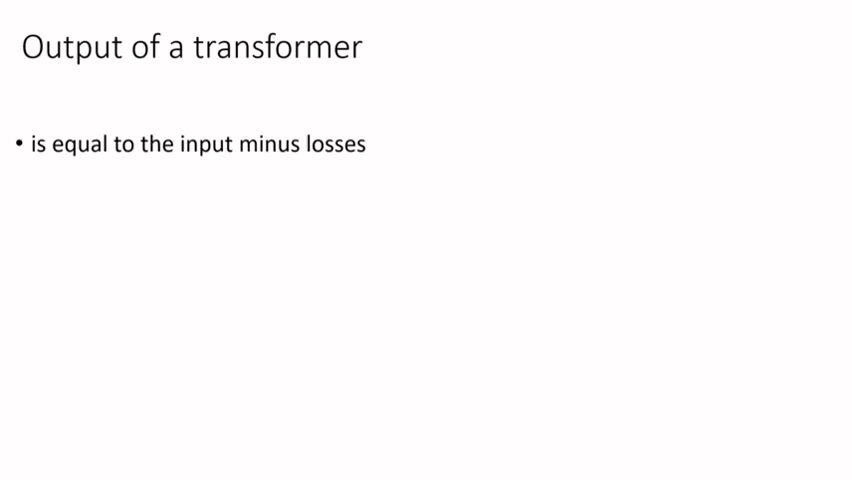 Output of a transformer
• is equal to the input minus losses